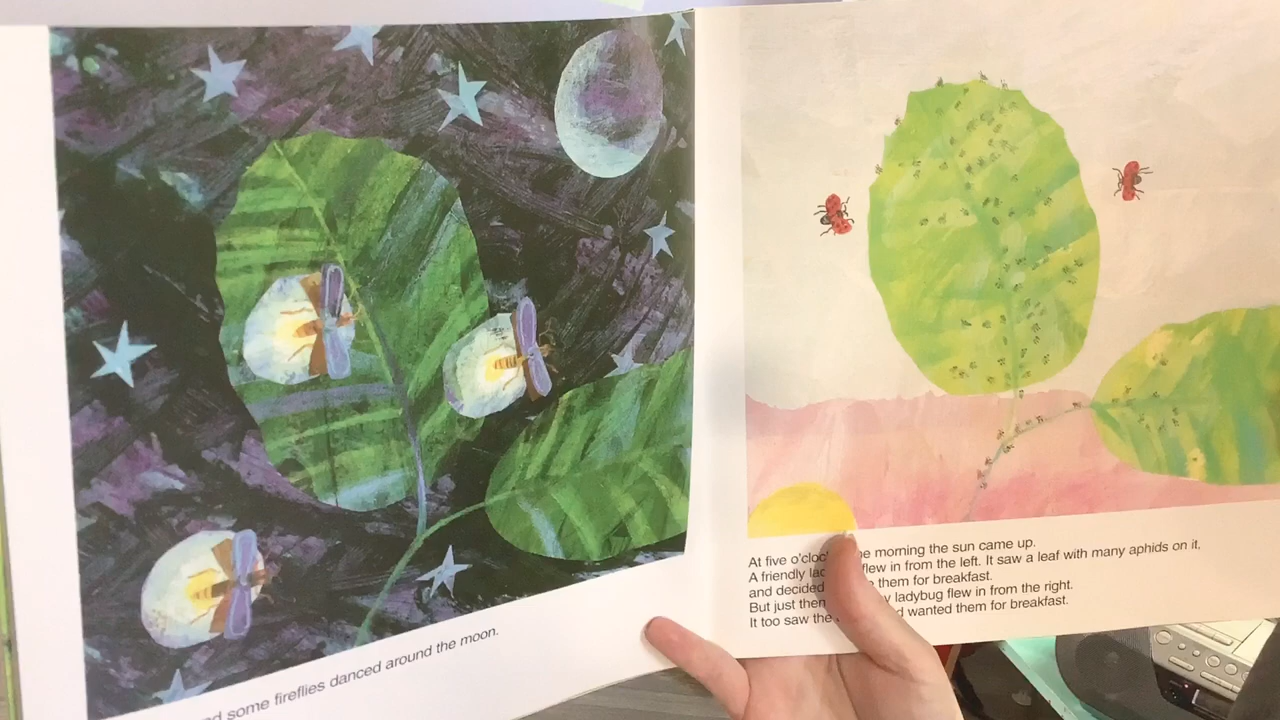 some fireflies danced around the moon.
At five o'clock the morning the sun came up.
A friendly flew in from the left. It saw a leaf with many aphids on it,
and decided them for breakfast.
But just then ladybug flew in from the right.
It too saw the wanted them for breakfast.